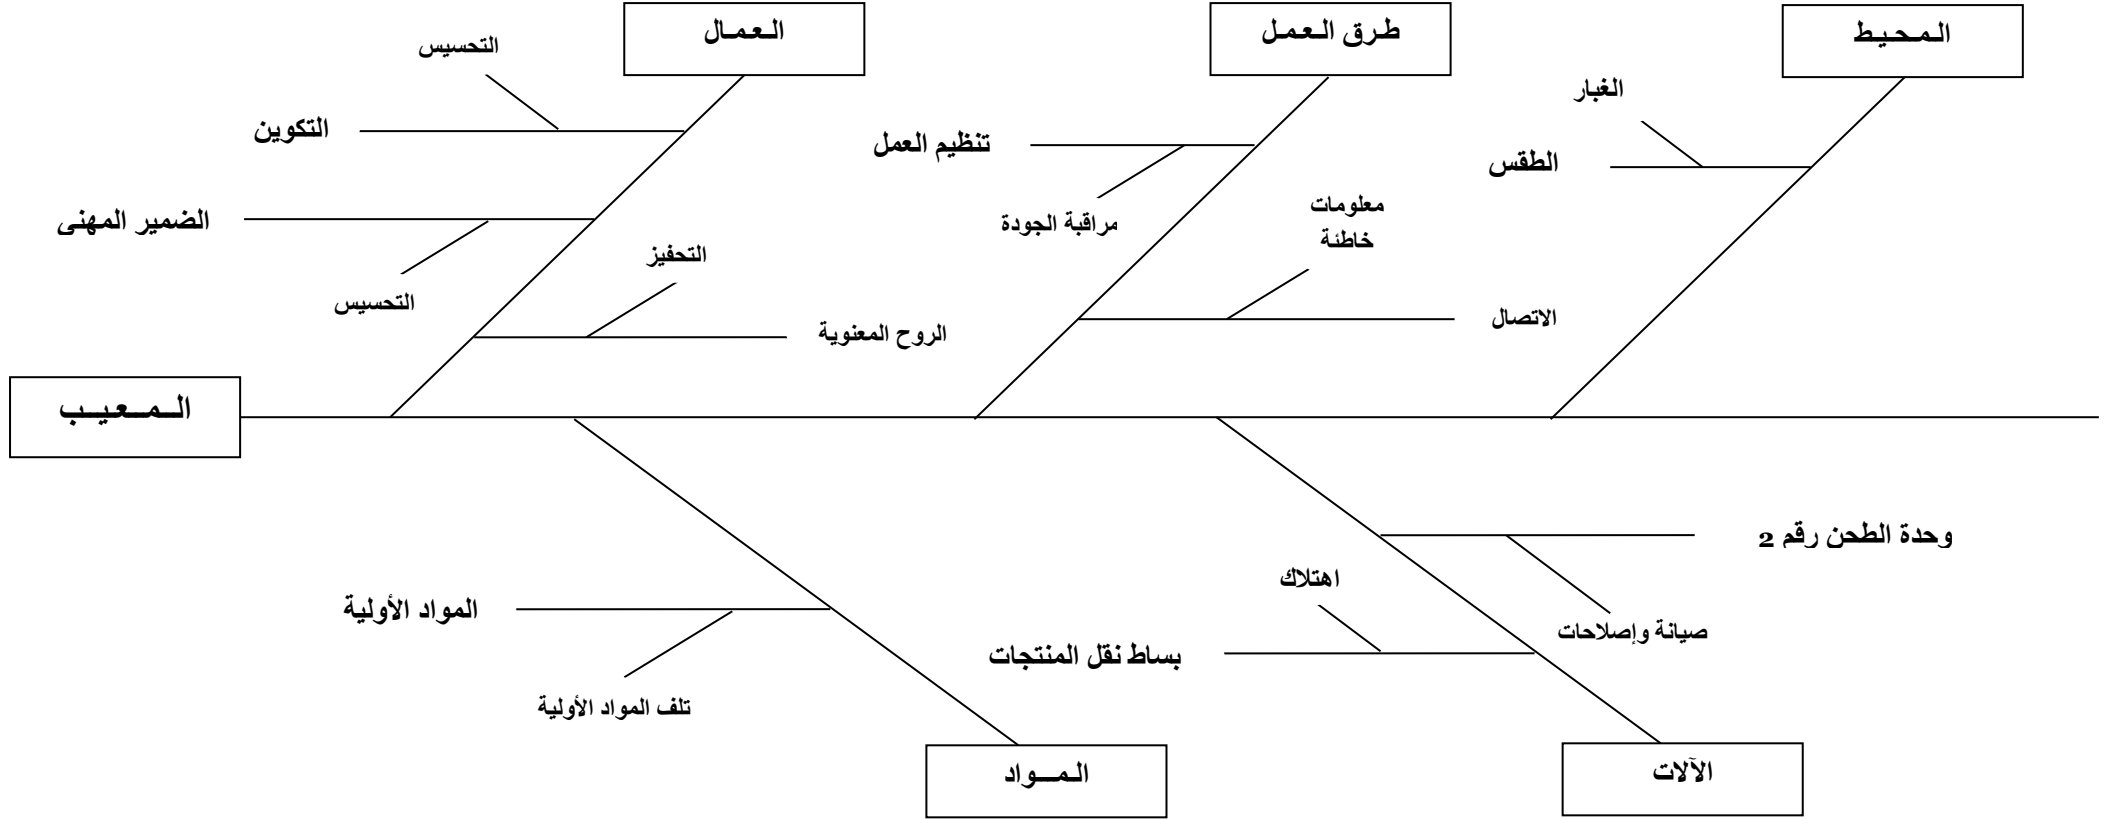 المحيط
طرق العمل
العمال
التحسيس
الغبار
التكوين
تنظيم العمل
الطقس
معلومات
خاطئة
مراقبة الجودة
الضمير المهنى
التحفيز
التحسيس
الاتصال
الروح المعنوية
المعيب
وحدة الطحن رقم 2
اهتلاك
صيانة وإصلاحات
المواد الأولية
بساط نقل المنتجات
تلف المواد الأولية
الآلات
المواد